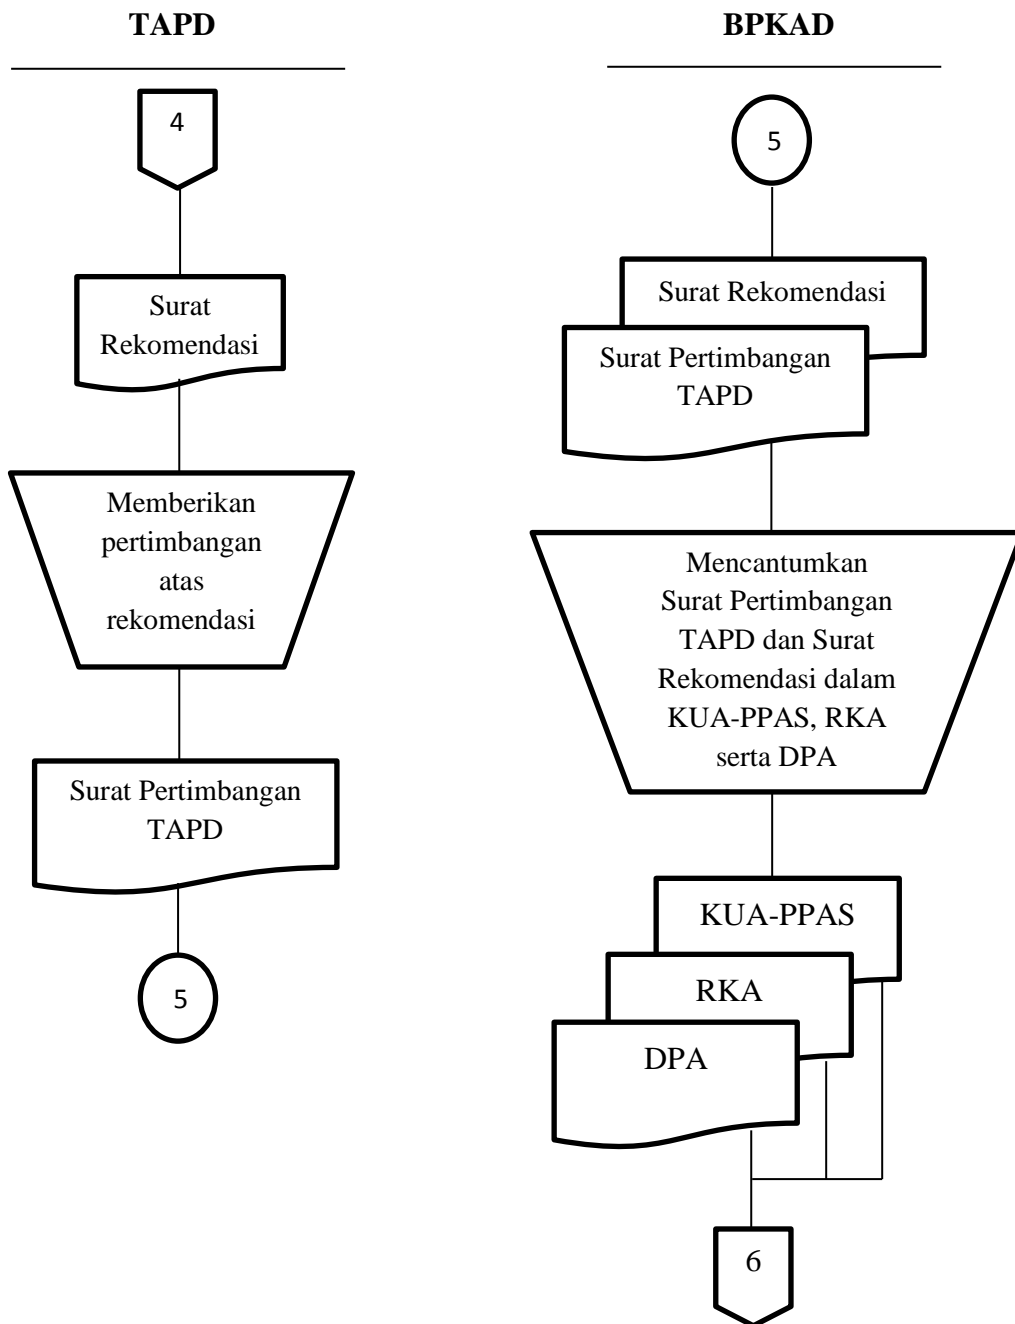 TAPD
4
Surat
Rekomendasi
Memberikan
pertimbangan
atas
rekomendasi
Surat Pertimbangan
TAPD
5
BPKAD
5
Surat Rekomendasi
Surat Pertimbangan
TAPD
Mencantumkan
Surat Pertimbangan
TAPD dan Surat
Rekomendasi dalam
KUA-PPAS, RKA
serta DPA
KUA-PPAS
RKA
DPA
6